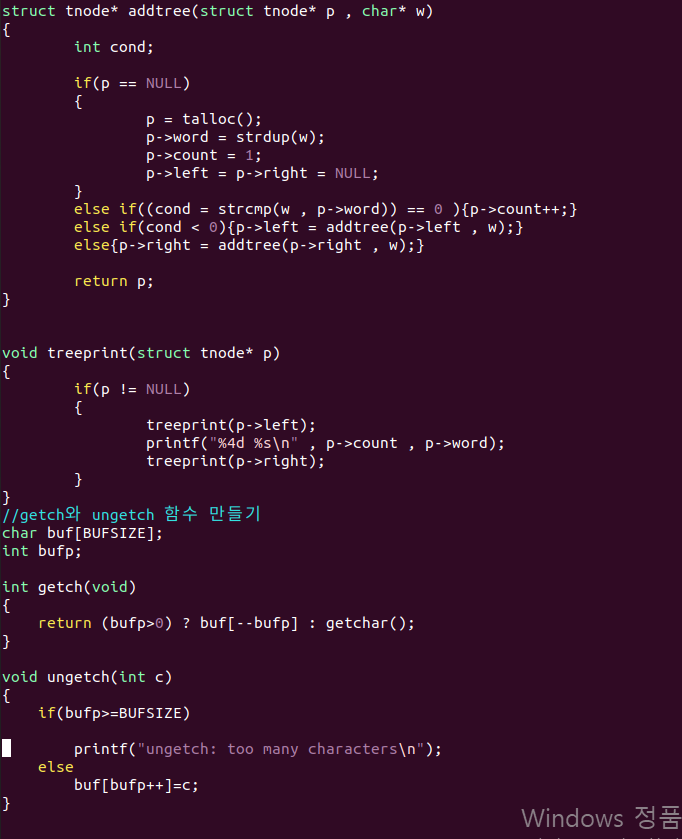 struct tnode* addtree(struct tnode* p , char* w)
{
        int cond;

        if(p == NULL)
        {
                p = talloc();
                p->word = strdup(w);
                p->count = 1;
                p->left = p->right = NULL;
        }
        else if((cond = strcmp(w , p->word)) == 0 ){p->count++;}
        else if(cond < 0){p->left = addtree(p->left , w);}
        else{p->right = addtree(p->right , w);}

        return p;
}


void treeprint(struct tnode* p)
{
        if(p != NULL)
        {
                treeprint(p->left);
                printf("%4d %s\n" , p->count , p->word);
                treeprint(p->right);
        }
}
//getch와 ungetch 함수 만들기
char buf[BUFSIZE];
int bufp;

int getch(void)
{
    return (bufp>0) ? buf[--bufp] : getchar();
}

void ungetch(int c)
{
    if(bufp>=BUFSIZE)

        printf("ungetch: too many characters\n");
    else
        buf[bufp++]=c;
}
Windows 정품